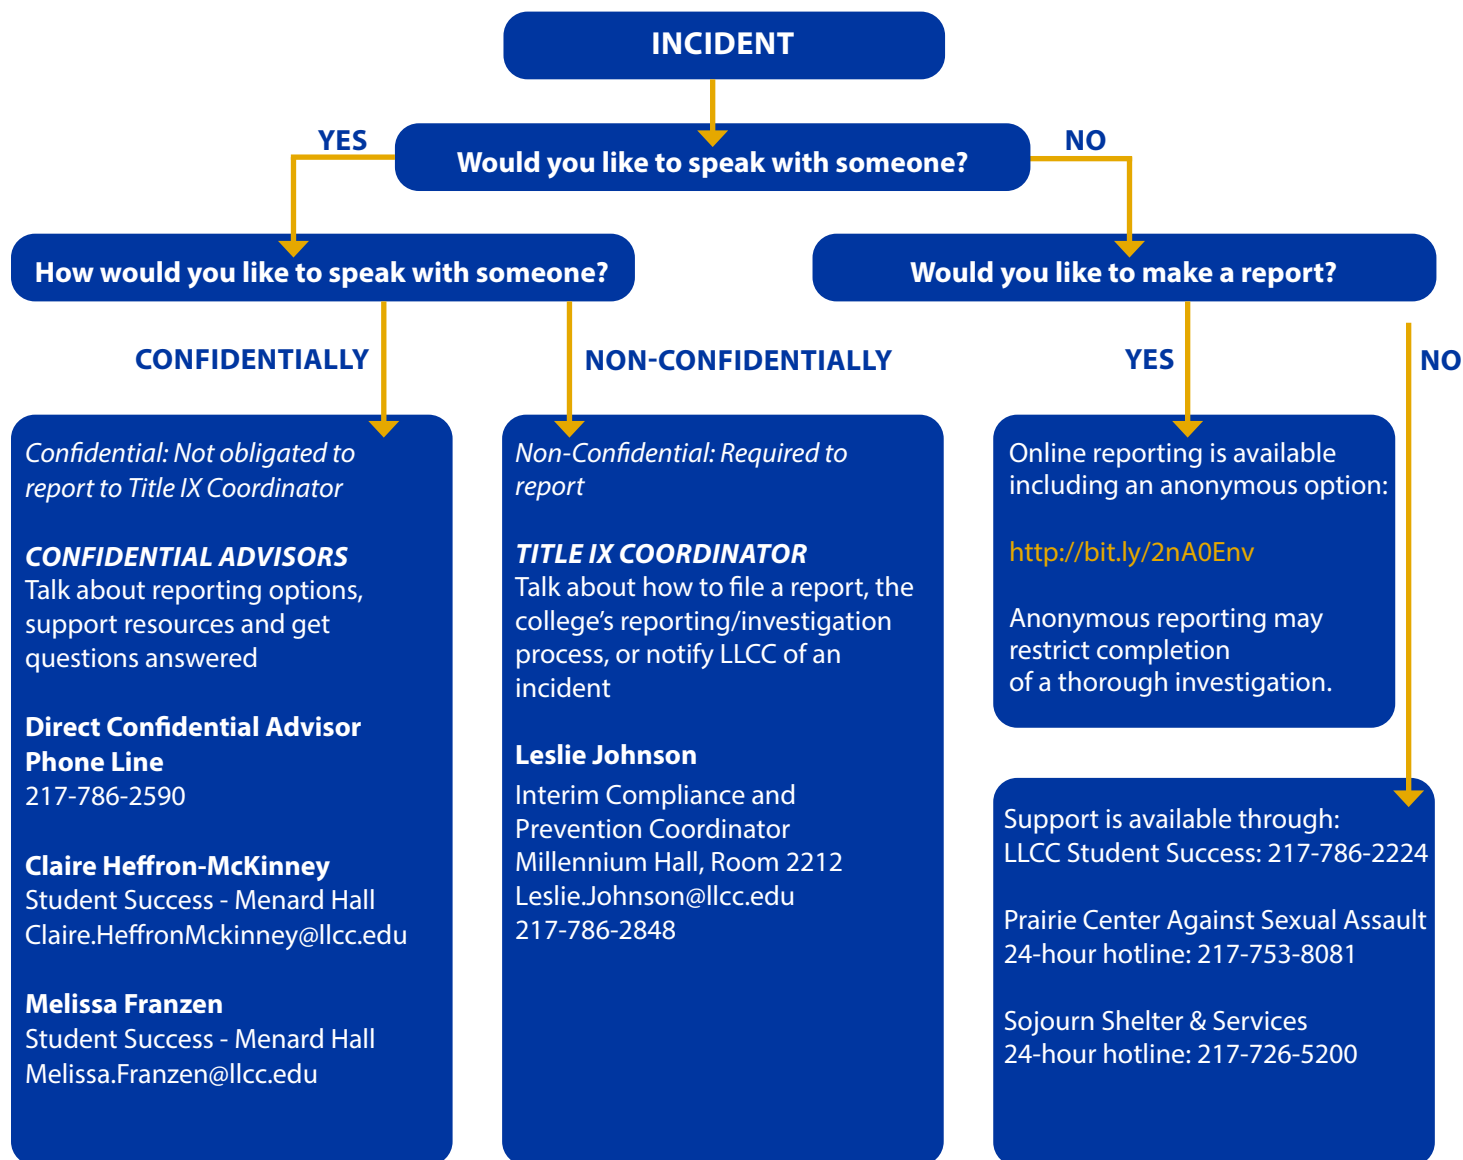 INCIDENT
YES
Would you like to speak with someone?
NO
How would you like to speak with someone?
Would you like to make a report?
CONFIDENTIALLY
NON-CONFIDENTIALLY
YES
NO
Confidential: Not obligated to
report to Title IX Coordinator
CONFIDENTIAL ADVISORS
Talk about reporting options,
support resources and get
questions answered
Direct Confidential Advisor
Phone Line
217-786-2590
Claire Heffron-McKinney
Student Success - Menard Hall
Claire.HeffronMckinney@llcc.edu
Melissa Franzen
Student Success - Menard Hall
Melissa.Franzen@llcc.edu
Non-Confidential: Required to
report
TITLE IX COORDINATOR
Talk about how to file a report, the
college's reporting/investigation
process, or notify LLCC of an
incident
Leslie Johnson
Interim Compliance and
Prevention Coordinator
Millennium Hall, Room 2212
Leslie.Johnson@llcc.edu
217-786-2848
Online reporting is available
including an anonymous option:
http://bit.ly/2nA0Env
Anonymous reporting may
restrict completion
of a thorough investigation.
Support is available through:
LLCC Student Success: 217-786-2224
Prairie Center Against Sexual Assault
24-hour hotline: 217-753-8081
Sojourn Shelter & Services
24-hour hotline: 217-726-5200